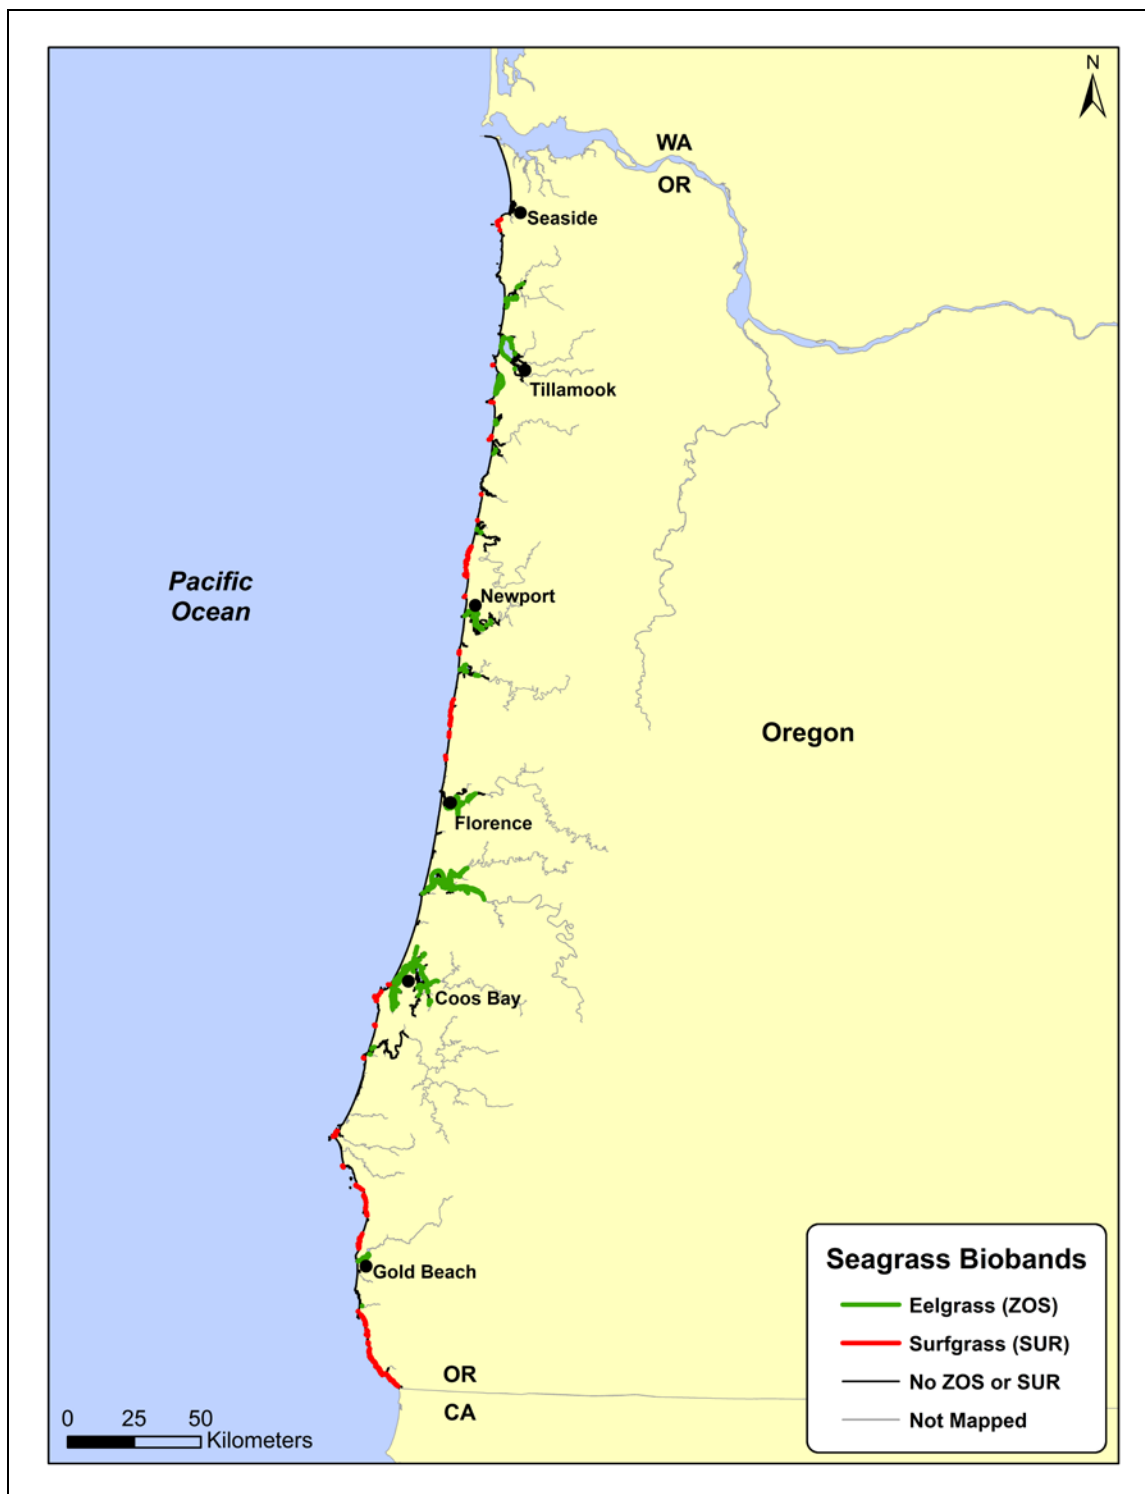 N
WA
OR
Seaside
Tillamook
Pacific
Ocean
Newport
Oregon
Florence
Coos Bay
Gold Beach
Seagrass Biobands
Eelgrass (ZOS)
Surfgrass (SUR)
No ZOS or SUR
Not Mapped
OR
CA
0 25 50
Kilometers